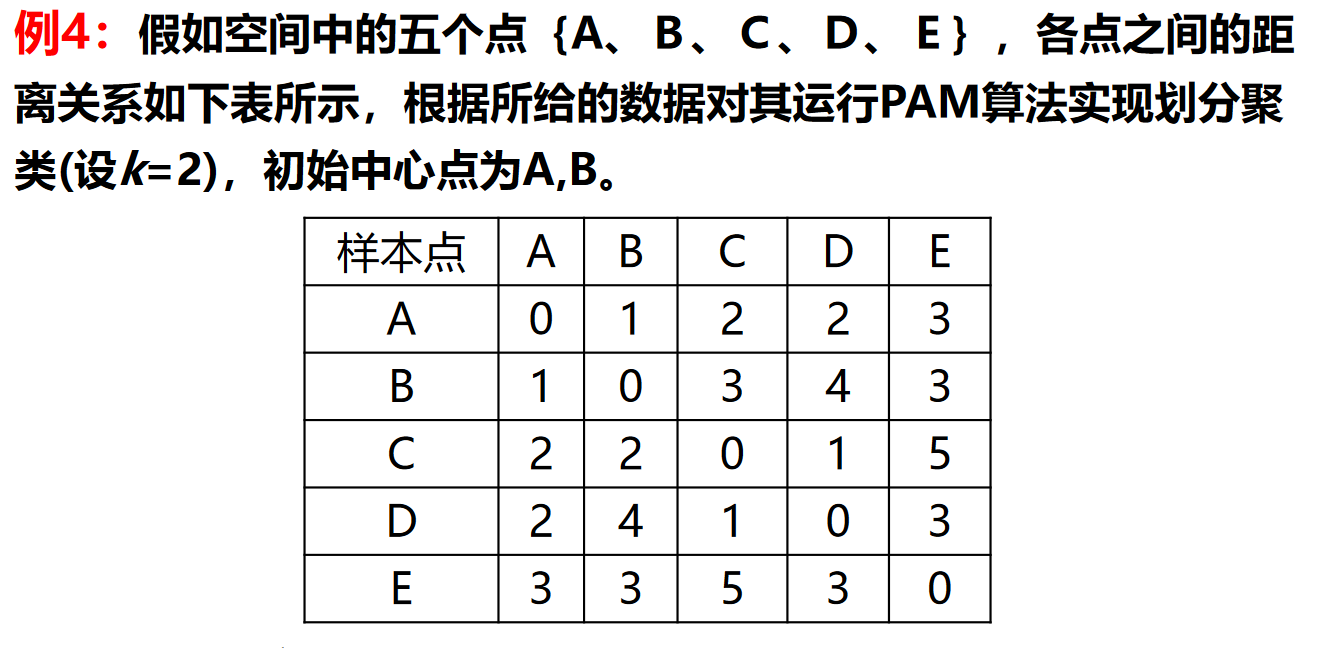 例4：假如空间中的五个点｛A、B、C、D、E｝，各点之间的距
离关系如下表所示，根据所给的数据对其运行PAM算法实现划分聚
类(设k=2)，初始中心点为A,B。
样本点 A B C D E
A 0 1 2 2 3
B 1 0 3 4 3
C 2 2 0 1 5
D 2 4 1 0 3
E 3 3 5 3 0